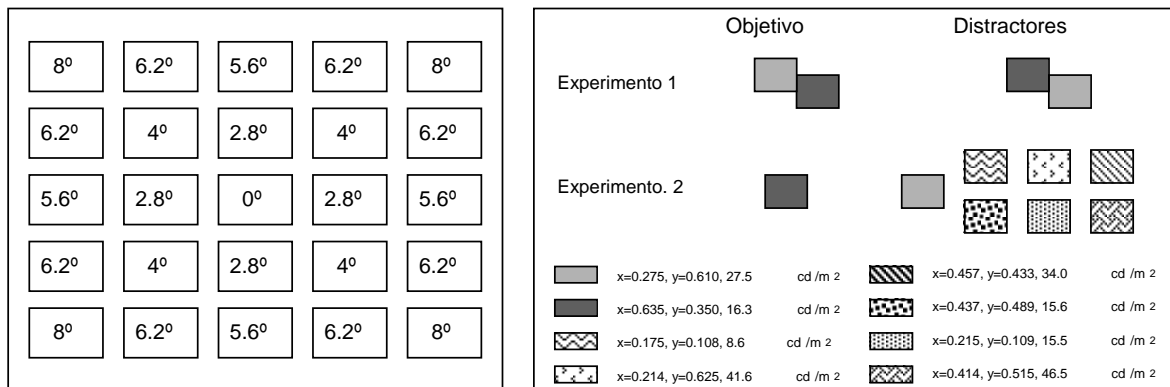 8º 6.2º 5.6º 6.2º 8º
6.2º 4º 2.8º 4º 6.2º
5.6º 2.8º 0º 2.8º 5.6º
6.2º 4º 2.8º 4º 6.2º
8º 6.2º 5.6º 6.2º 8º
Objetivo Distractores
Experimento 1
Experimento. 2
x=0.275, y=0.610, 27.5 cd /m 2
x=0.635, y=0.350, 16.3 cd /m 2
x=0.175, y=0.108, 8.6 cd /m 2
x=0.214, y=0.625, 41.6 cd /m 2
x=0.457, y=0.433, 34.0 cd /m 2
x=0.437, y=0.489, 15.6 cd /m 2
x=0.215, y=0.109, 15.5 cd /m 2
x=0.414, y=0.515, 46.5 cd /m 2